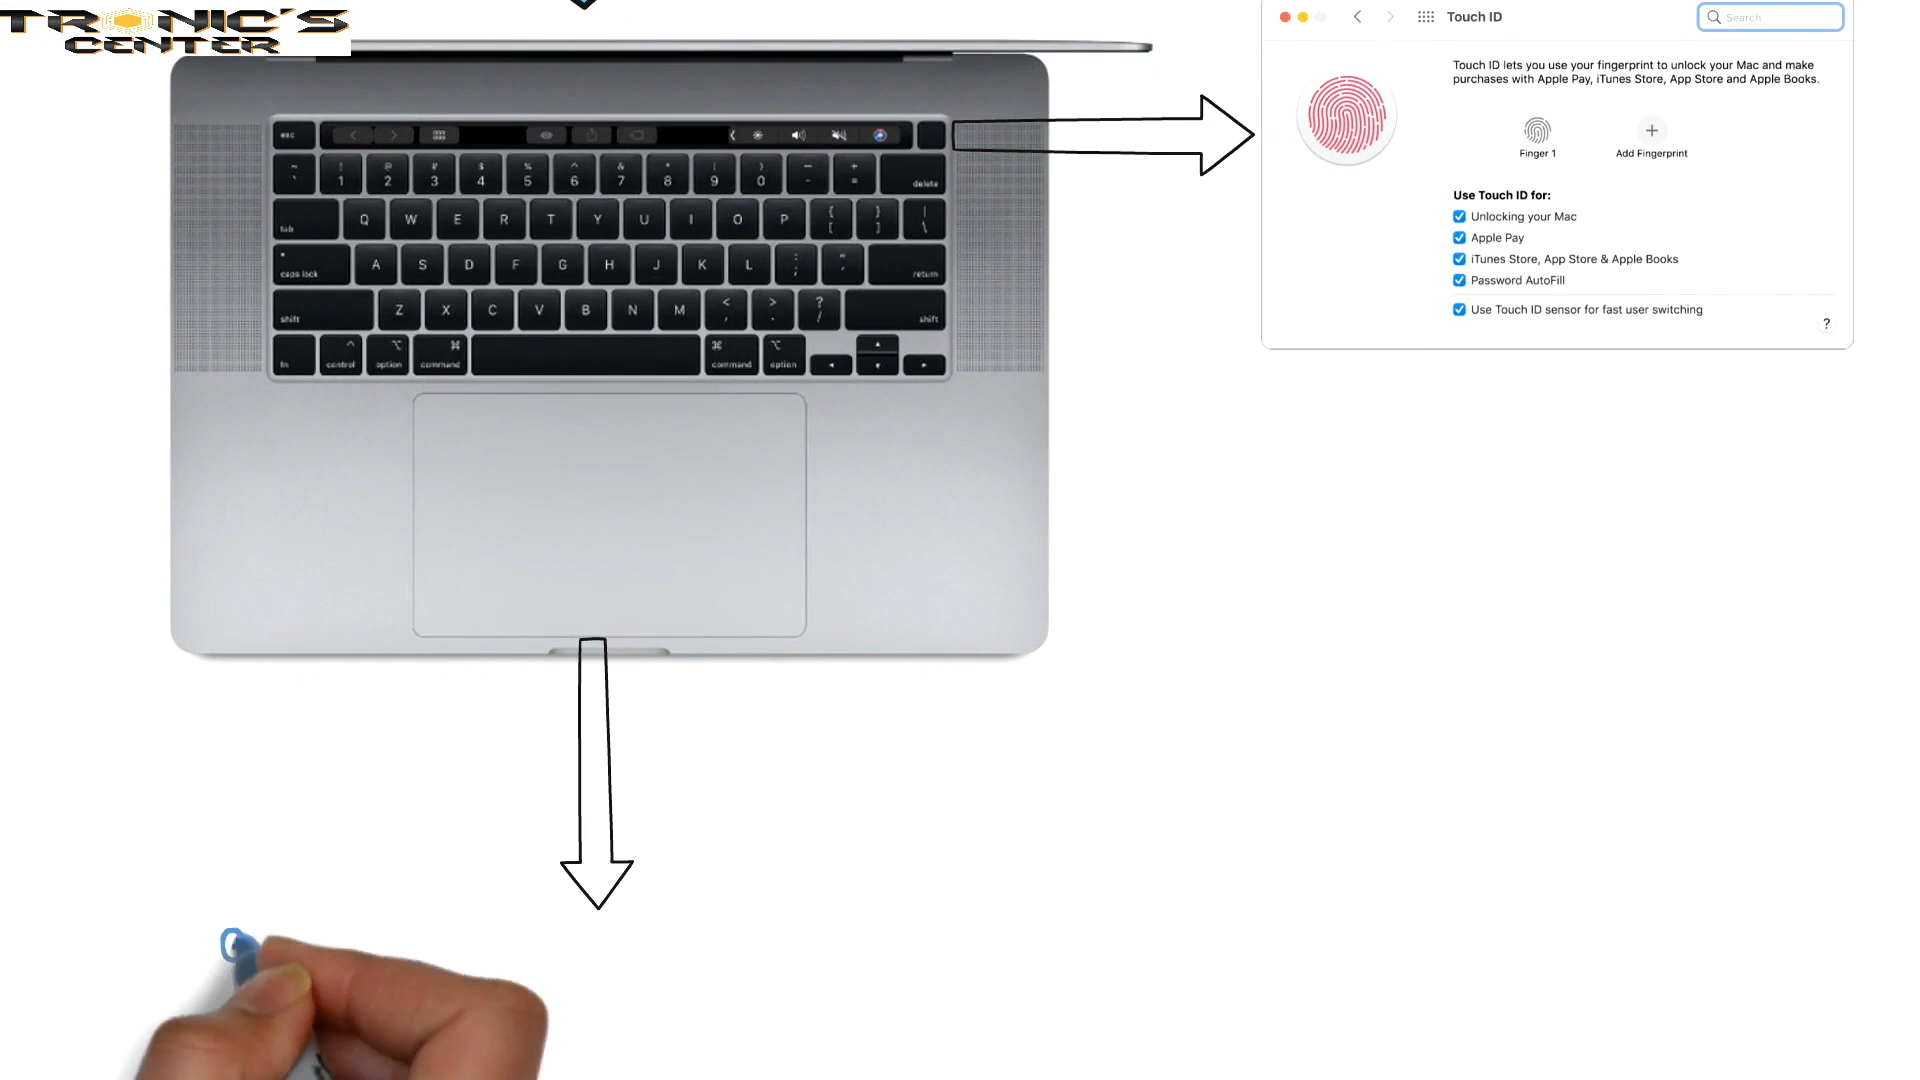 TRONIC'S
CENTER
Touch ID
Search
Touch ID lets you use your fingerprint to unlock your Mac and make
purchases with Apple Pay, iTunes Store, App Store and Apple Books.
Finger 1
Add Fingerprint
Use Touch ID for:
Unlocking your Mac
Apple Pay
iTunes Store, App Store & Apple Books
Password AutoFill
Use Touch ID sensor for fast user switching
?
esc
~ ! @ # $ % ^ & * ( ) — +
` 1 2 3 4 5 6 7 8 9 0 - = delete
tab Q W E R T Y U I O P { [ } ] | \
caps lock A S D F G H J K L : ; " ' return
shift Z X C V B N M < , > . ? / shift
fn control option command command option